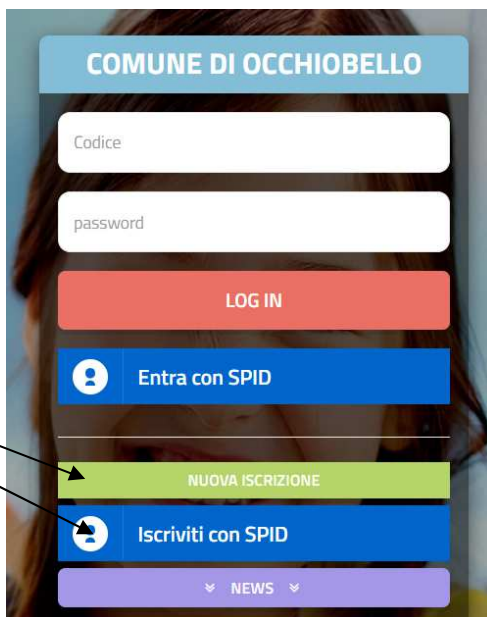 COMUNE DI OCCHIOBELLO
Codice
password
LOG IN
Entra con SPID
NUOVA ISCRIZIONE
Iscriviti con SPID
NEWS